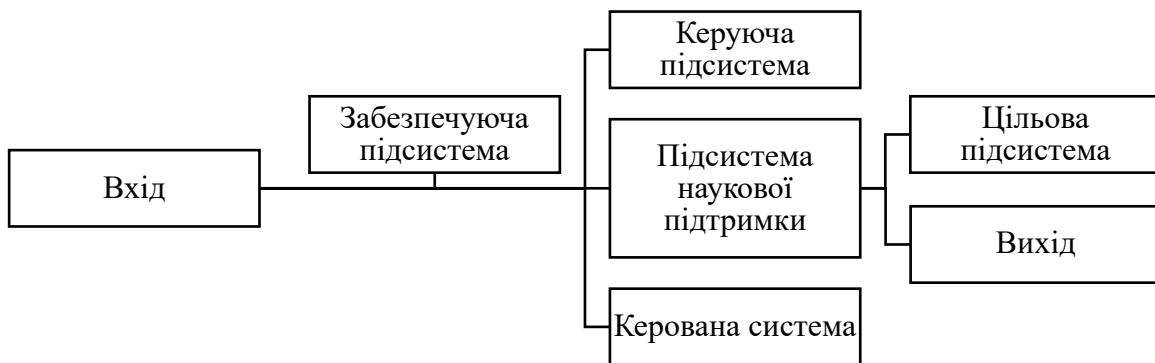 Вхід
Забезпечуюча
підсистема
Керуюча
підсистема
Підсистема
наукової
підтримки
Керована система
Цільова
підсистема
Вихід